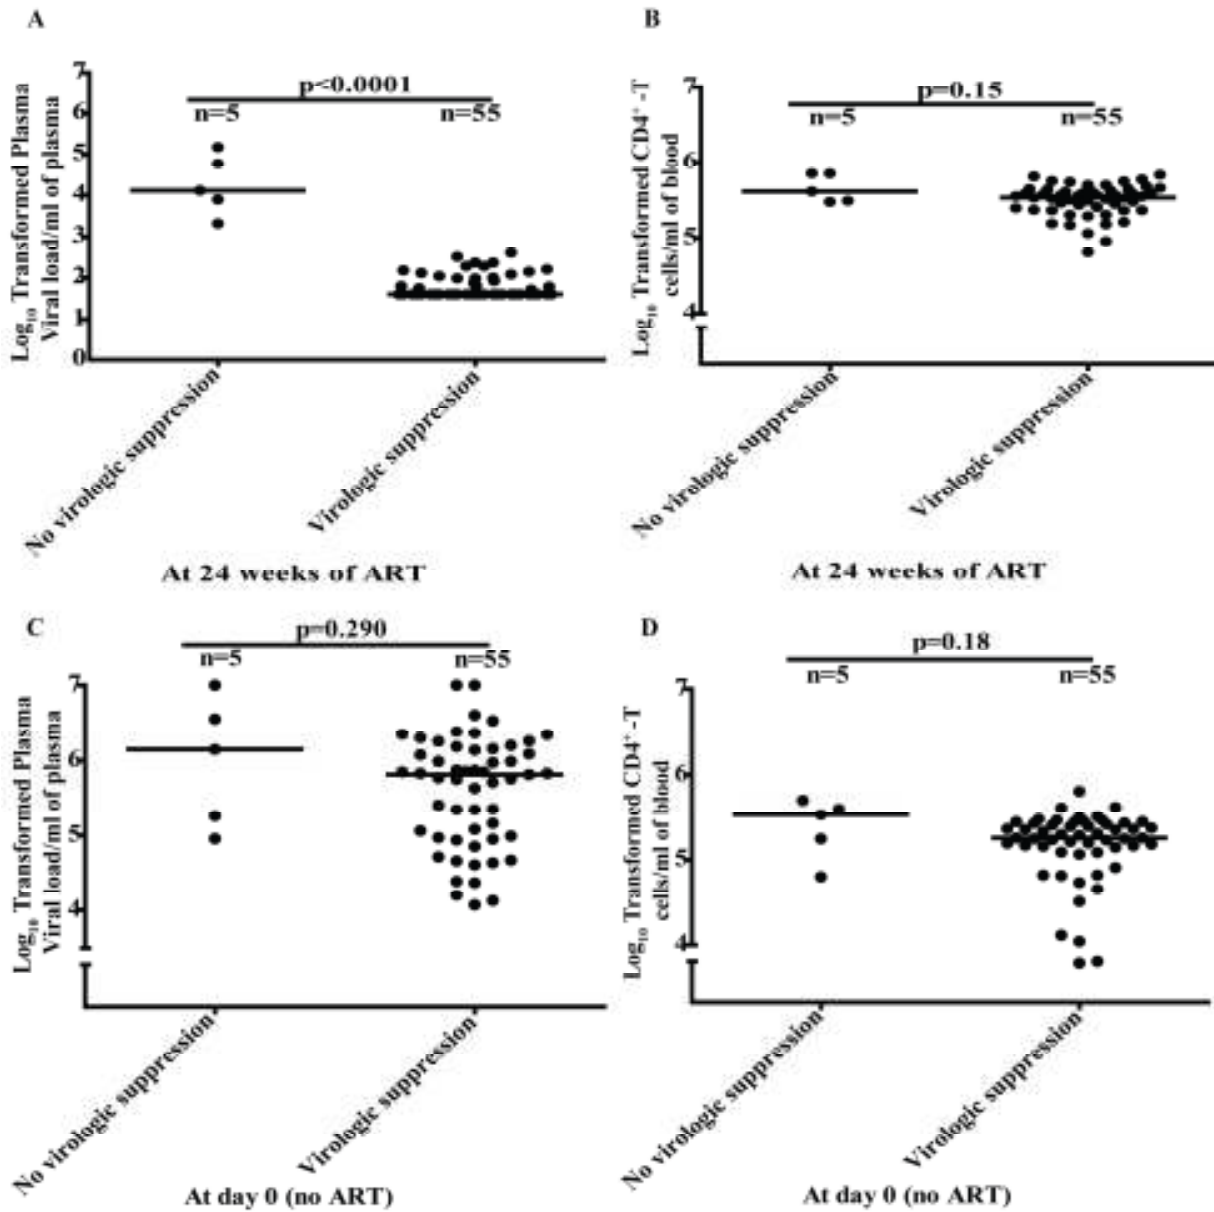 A
p<0.0001
n=5 n=55
Log10 Transformed Plasma
Viral load/ml of plasma
7
6
5
4
3
2
1
0
No virologic suppression
Virologic suppression
At 24 weeks of ART
B
p=0.15
n=5 n=55
Log10 Transformed CD4+ -T
cells/ml of blood
7
6
5
4
No virologic suppression
Virologic suppression
At 24 weeks of ART
C
p=0.290
n=5 n=55
Log10 Transformed Plasma
Viral load/ml of plasma
7
6
5
4
No virologic suppression
Virologic suppression
At day 0 (no ART)
D
p=0.18
n=5 n=55
Log10 Transformed CD4+ -T
cells/ml of blood
7
6
5
4
No virologic suppression
Virologic suppression
At day 0 (no ART)